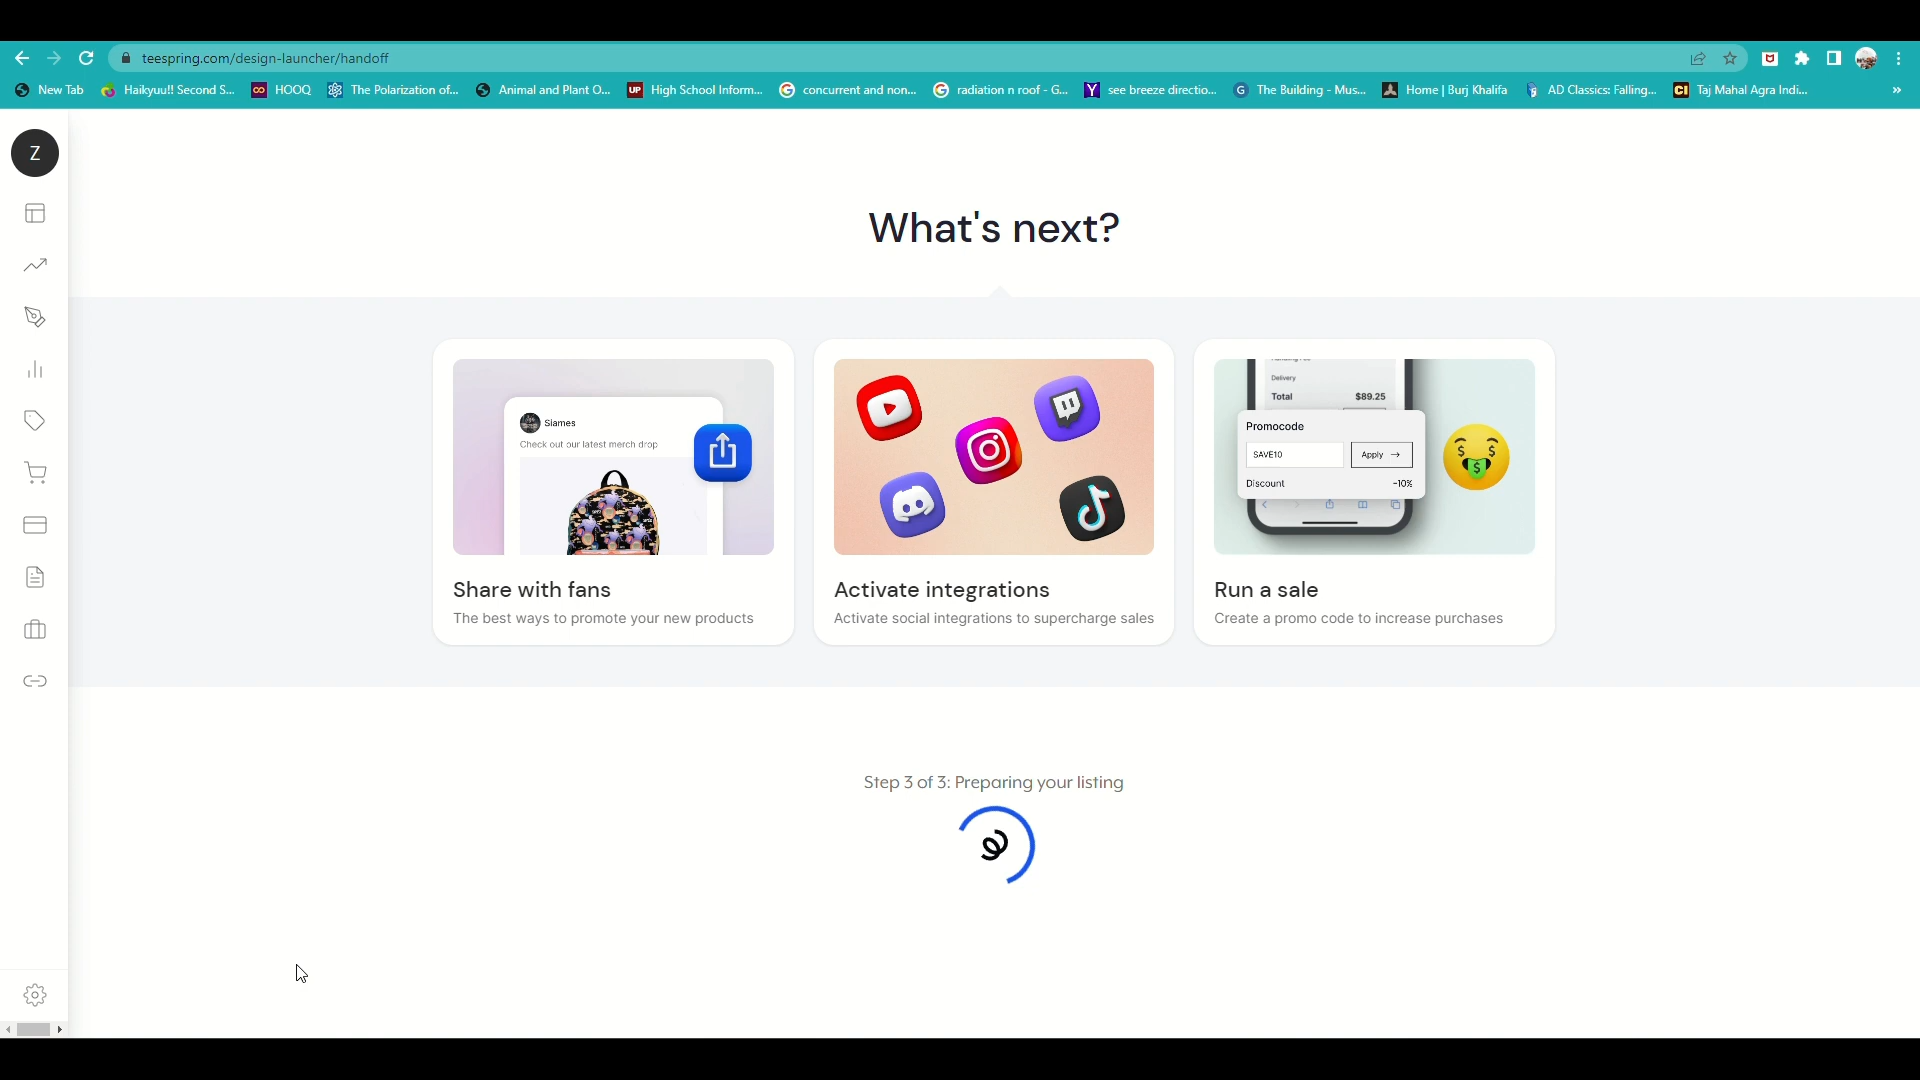 teespring.com/design-launcher/handoff
New Tab
Haikyuu!! Second S...
HOOQ
The Polarization of...
Animal and Plant O...
UP High School Inform...
concurrent and non...
radiation n roof - G...
Y see breeze directio...
G The Building - Mus...
Home | Burj Khalifa
AD Classics: Falling...
CI Taj Mahal Agra Indi...
Z
What's next?
Siames
Check out our latest merch drop
Share with fans
The best ways to promote your new products
Activate integrations
Activate social integrations to supercharge sales
Delivery
Total $89.25
Promocode
SAVE10 Apply →
Discount -10%
Run a sale
Create a promo code to increase purchases
Step 3 of 3: Preparing your listing